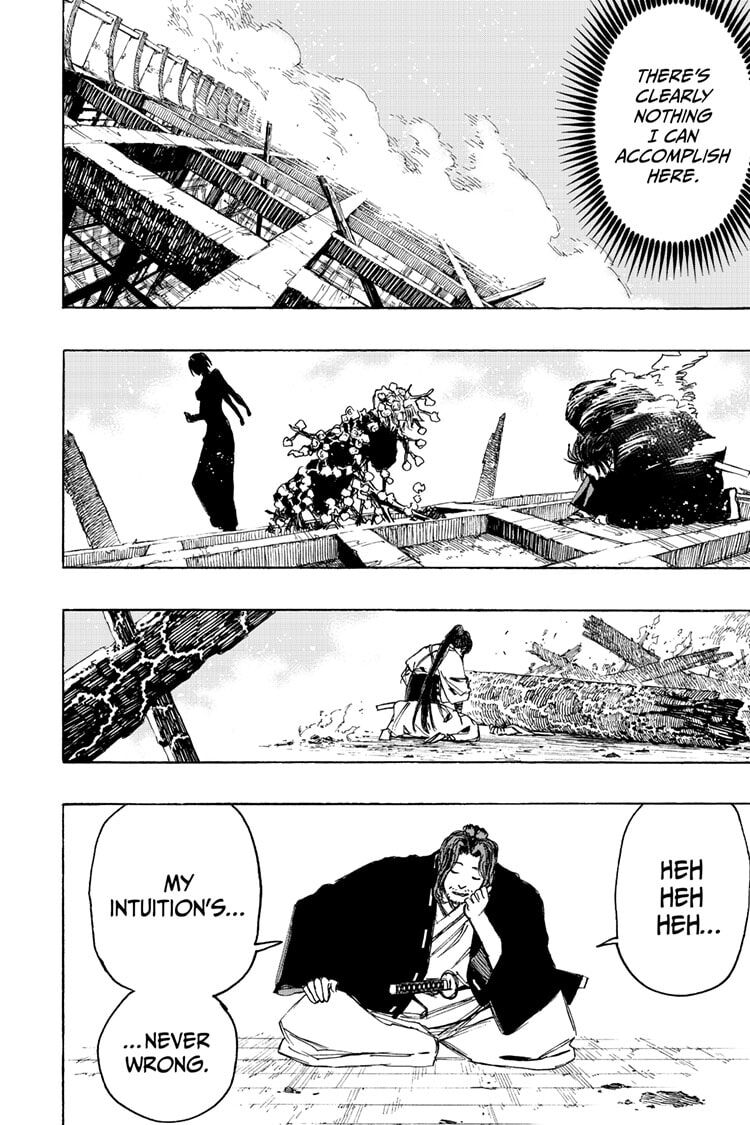 THERE'S
CLEARLY
NOTHING
I CAN
ACCOMPLISH
HERE.
HEH
HEH
HEH...
MY
INTUITION'S...
...NEVER
WRONG.